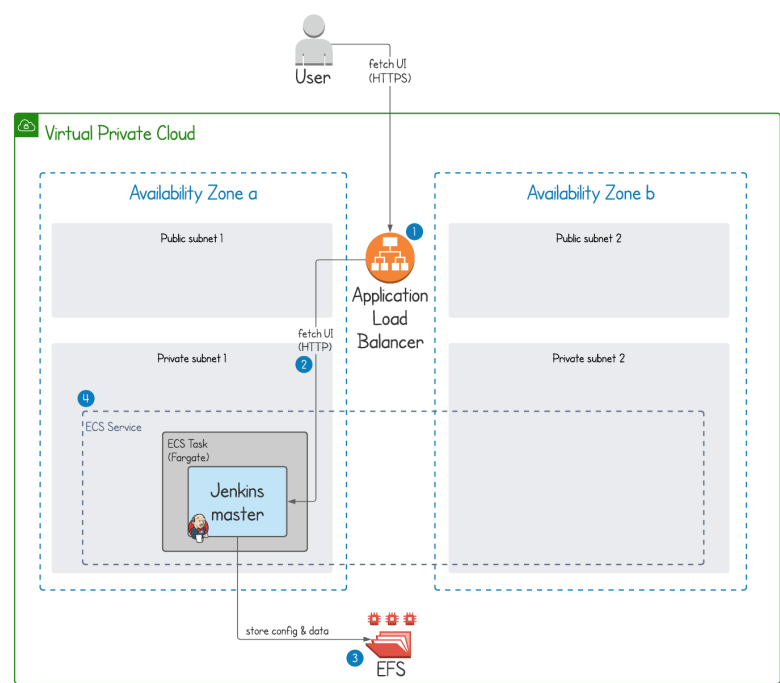 User
fetch UI
(HTTPS)
Virtual Private Cloud
Availability Zone a
Availability Zone b
Public subnet 1
1
Public subnet 2
Application
Load
Balancer
fetch UI
(HTTP)
2
Private subnet 1
Private subnet 2
4
ECS Service
ECS Task
(Fargate)
Jenkins
master
store config & data
3
EFS